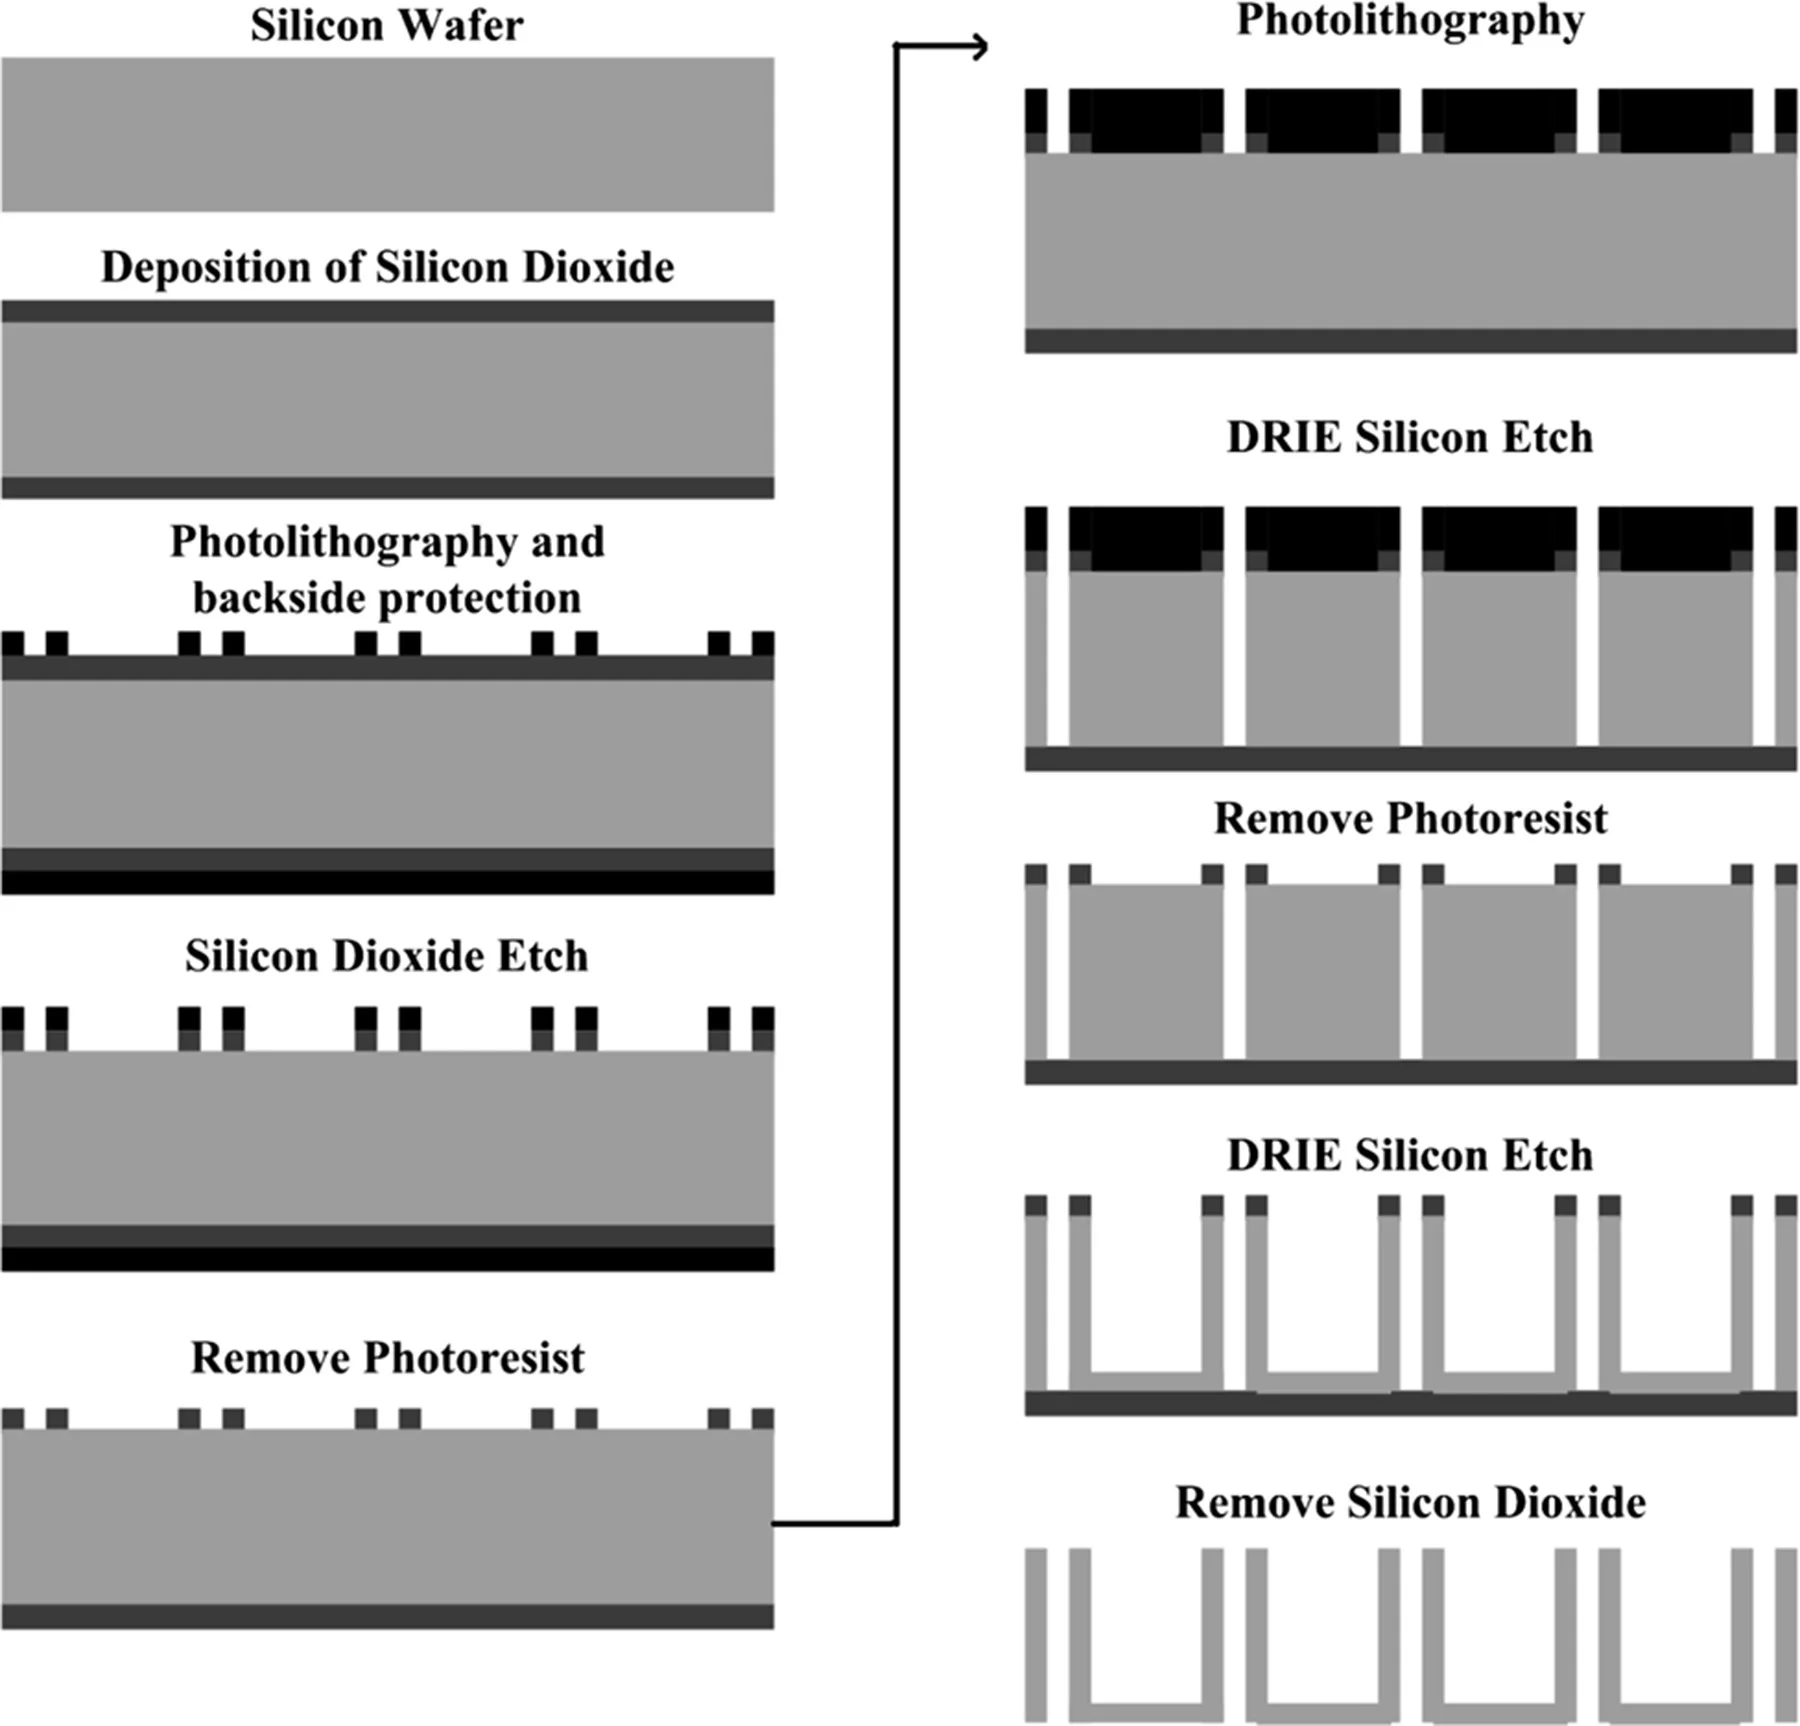 Silicon Wafer
Deposition of Silicon Dioxide
Photolithography and
backside protection
Silicon Dioxide Etch
Remove Photoresist
Photolithography
DRIE Silicon Etch
Remove Photoresist
DRIE Silicon Etch
Remove Silicon Dioxide